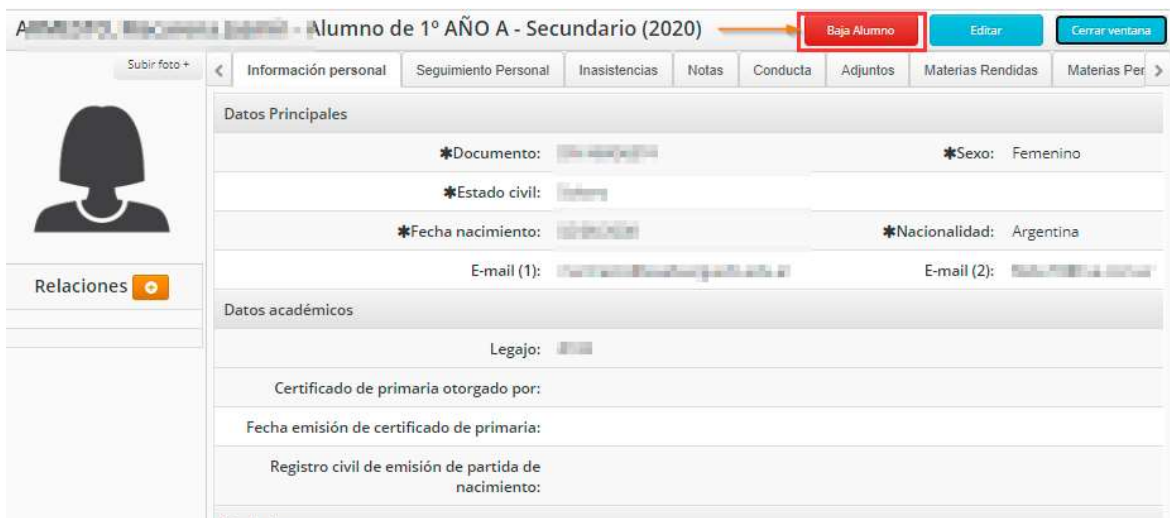 Alumno de 1º AÑO A - Secundario (2020) Baja Alumno Editar Cerrar ventana
Subir foto + Información personal Seguimiento Personal Inasistencias Notas Conducta Adjuntos Materias Rendidas Materias Per
Datos Principales
✱Documento: ✱Sexo: Femenino
✱Estado civil:
✱Fecha nacimiento: ✱Nacionalidad: Argentina
E-mail (1): E-mail (2):
Relaciones
Datos académicos
Legajo:
Certificado de primaria otorgado por:
Fecha emisión de certificado de primaria:
Registro civil de emisión de partida de
nacimiento: